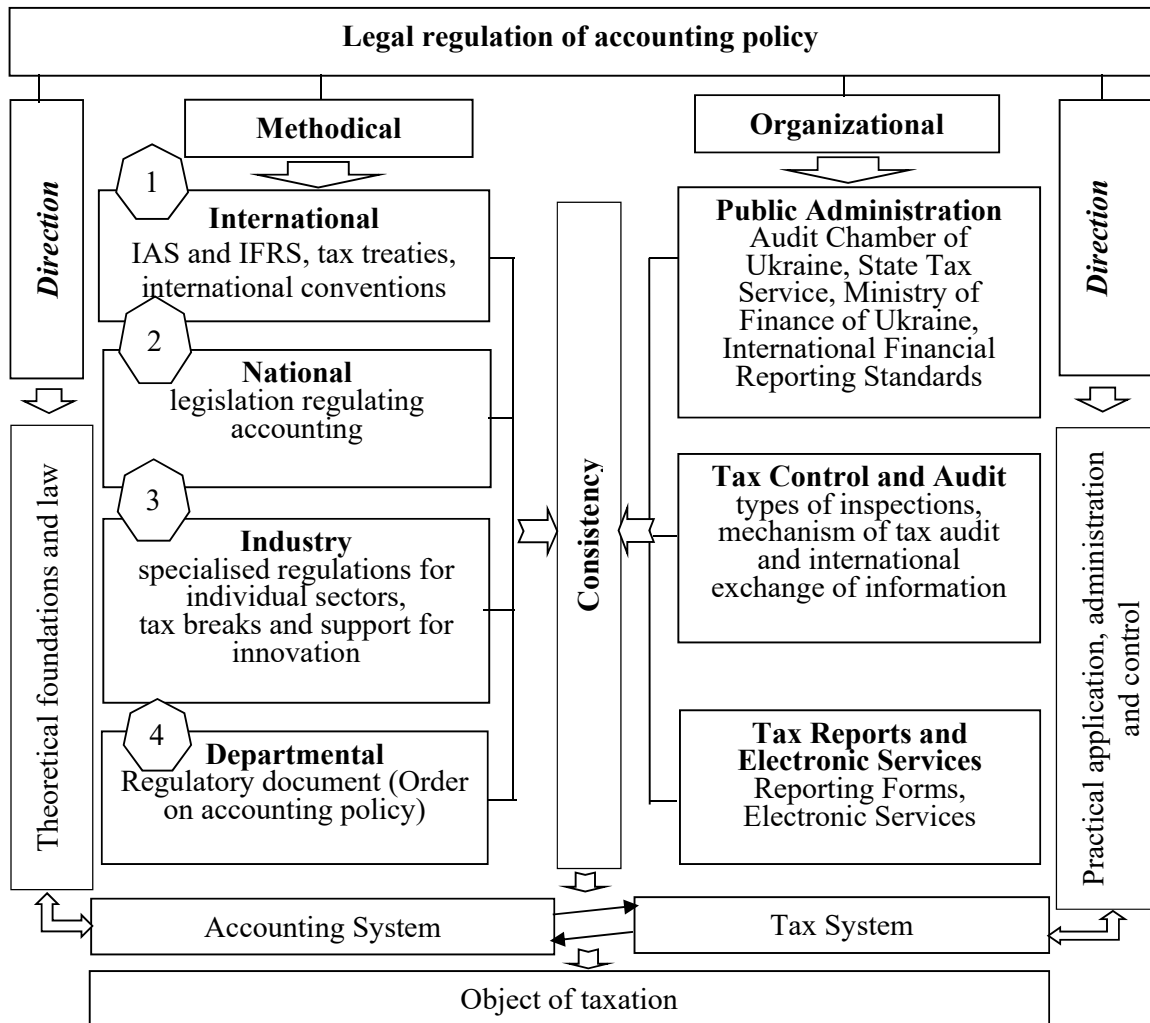 Legal regulation of accounting policy
Direction
Methodical
Organizational
Direction
1
International
IAS and IFRS, tax treaties,
international conventions
2
National
legislation regulating
accounting
3
Industry
specialised regulations for
individual sectors,
tax breaks and support for
innovation
4
Departmental
Regulatory document (Order
on accounting policy)
Theoretical foundations and law
Consistency
Public Administration
Audit Chamber of
Ukraine, State Tax
Service, Ministry of
Finance of Ukraine,
International Financial
Reporting Standards
Tax Control and Audit
types of inspections,
mechanism of tax audit
and international
exchange of information
Tax Reports and
Electronic Services
Reporting Forms,
Electronic Services
Practical application, administration
and control
Accounting System
Tax System
Object of taxation